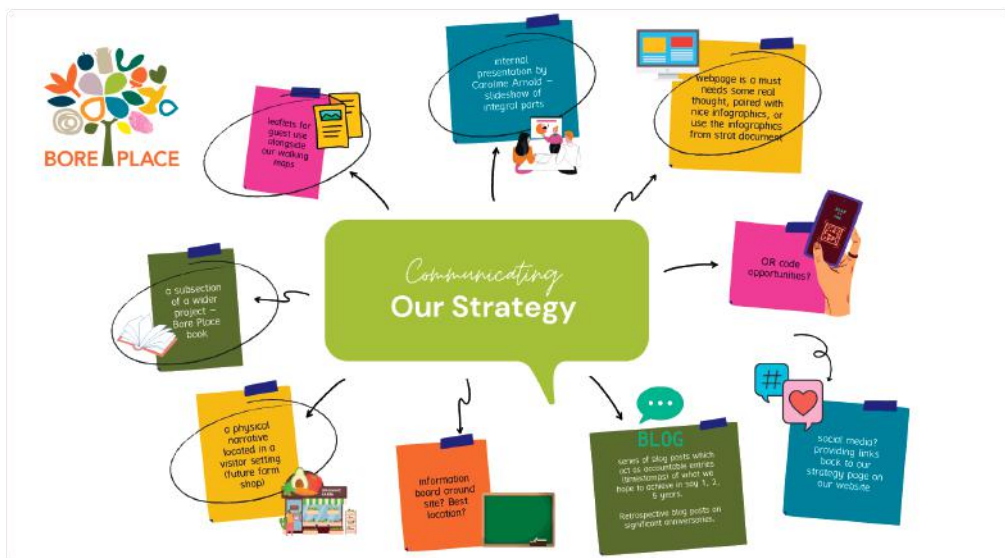 BORE PLACE
leaflets for
guest use
alongside
our walking
maps
internal
presentation by
Caroline Arnold –
slideshow of
integral parts
webpage is a must
needs some real
thought, paired with
nice infographics, or
use the infographics
from strat document
Communicating
Our Strategy
QR code
opportunities?
a subsection
of a wider
project –
Bore Place
book
a physical
narrative
located in a
visitor setting
(future farm
shop)
information
board around
site? Best
location?
BLOG
series of blog posts which
act as accountable entries
(timestamps) of what we
hope to achieve in say 1, 2,
5 years.
Retrospective blog posts on
significant anniversaries.
#
social media?
providing links
back to our
strategy page on
our website